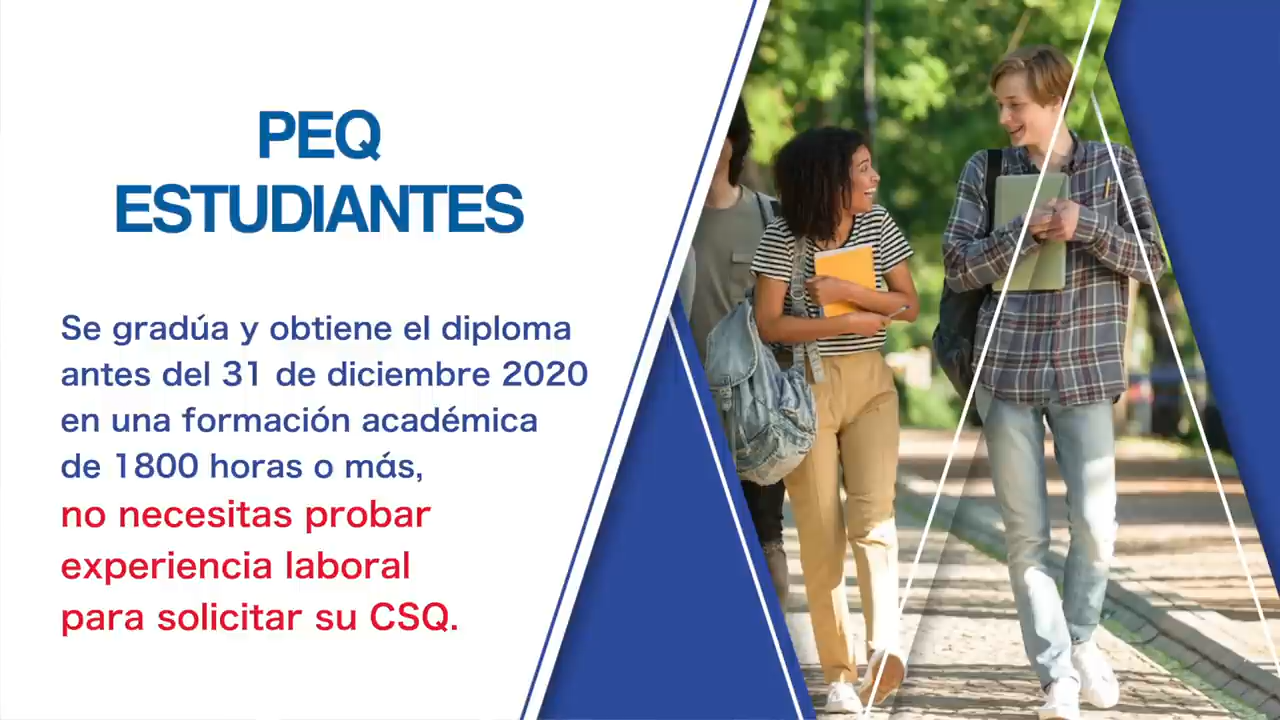 PEQ
ESTUDIANTES
Se gradúa y obtiene el diploma
antes del 31 de diciembre 2020
en una formación académica
de 1800 horas o más,
no necesitas probar
experiencia laboral
para solicitar su CSQ.